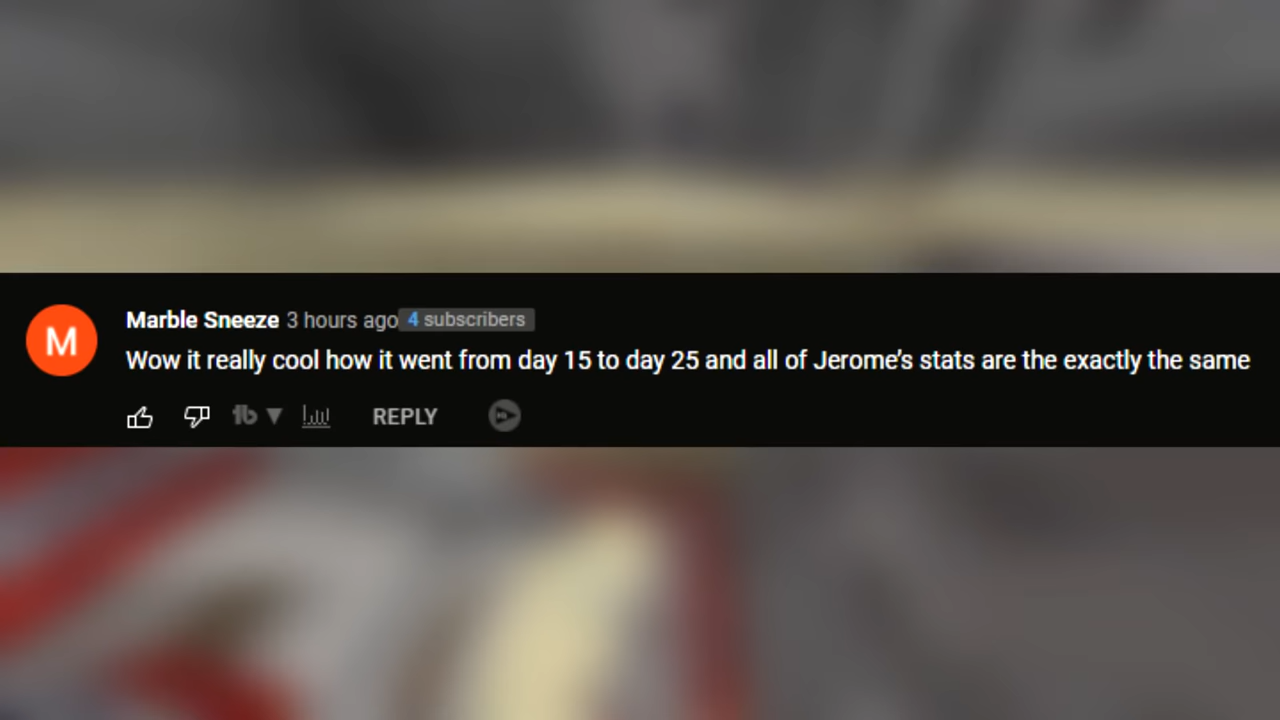 M
Marble Sneeze 3 hours ago 4 subscribers
Wow it really cool how it went from day 15 to day 25 and all of Jerome's stats are the exactly the same
tb REPLY